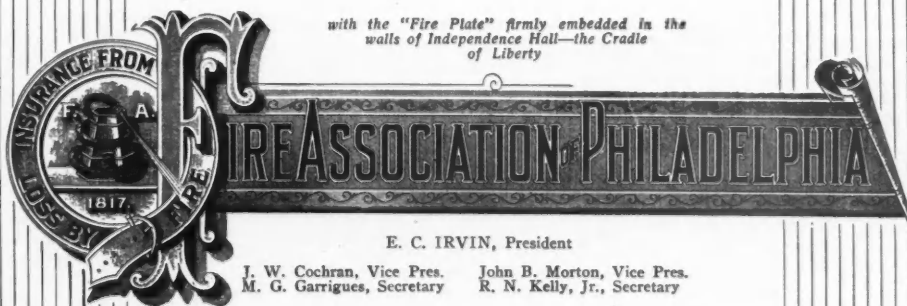 with the "Fire Plate" firmly embedded in the
walls of Independence Hall—the Cradle
of Liberty
INSURANCE FROM LOSS BY FIRE
F. A.
1817.
FIRE ASSOCIATION OF PHILADELPHIA
E. C. IRVIN, President
J. W. Cochran, Vice Pres. John B. Morton, Vice Pres.
M. G. Garrigues, Secretary R. N. Kelly, Jr., Secretary